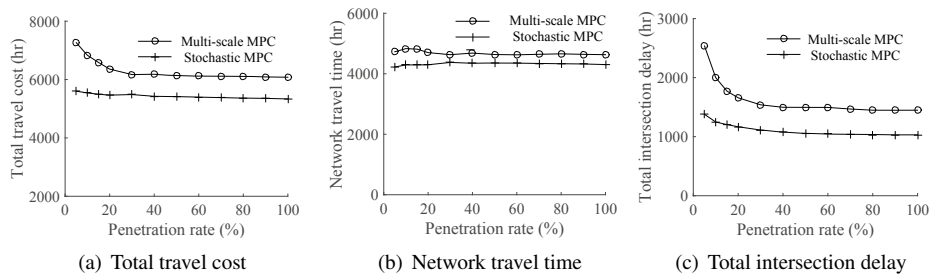 8000
6000
4000
2000
Total travel cost (hr)
Multi-scale MPC
Stochastic MPC
0 20 40 60 80 100
Penetration rate (%)
(a) Total travel cost
6000
4000
2000
0
Network travel time (hr)
Multi-scale MPC
Stochastic MPC
0 20 40 60 80 100
Penetration rate (%)
(b) Network travel time
3000
2000
1000
0
Total intersection delay (hr)
Multi-scale MPC
Stochastic MPC
0 20 40 60 80 100
Penetration rate (%)
(c) Total intersection delay